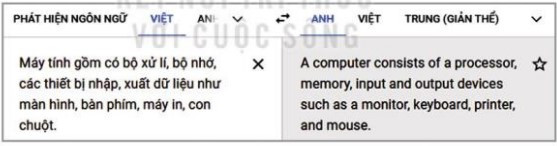 PHÁT HIỆN NGÔN NGỮ VIỆT ANH
ANH VIỆT TRUNG (GIẢN THỂ)
KẾT NỐI TRI THỨC
VỚI CUỘC SỐNG
Máy tính gồm có bộ xử lí, bộ nhớ,
các thiết bị nhập, xuất dữ liệu như
màn hình, bàn phím, máy in, con
chuột.
A computer consists of a processor,
memory, input and output devices
such as a monitor, keyboard, printer,
and mouse.